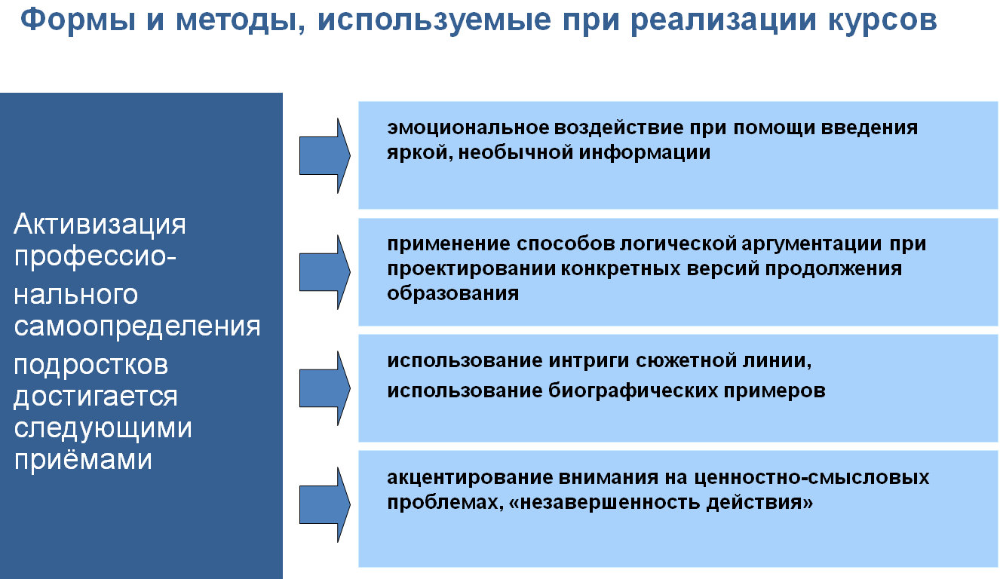 Формы и методы, используемые при реализации курсов
Активизация
профессио-
нального
самоопределения
подростков
достигается
следующими
приёмами
эмоциональное воздействие при помощи введения
яркой, необычной информации
применение способов логической аргументации при
проектировании конкретных версий продолжения
образования
использование интриги сюжетной линии,
использование биографических примеров
акцентирование внимания на ценностно-смысловых
проблемах, «незавершенность действия»